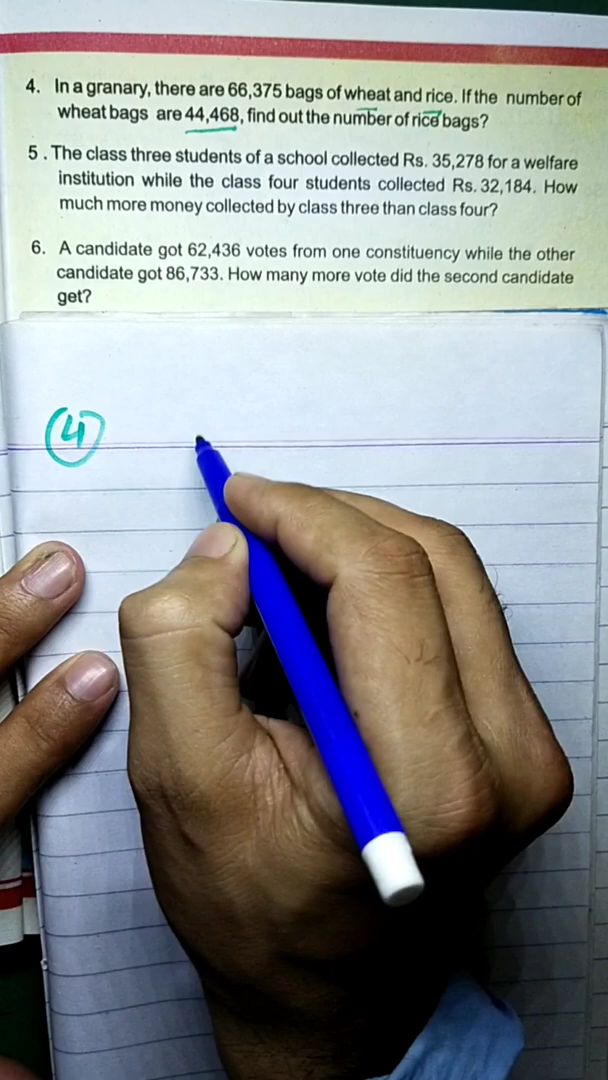 4. In a granary, there are 66,375 bags of wheat and rice. If the number of
wheat bags are 44,468, find out the number of rice bags?
5 . The class three students of a school collected Rs. 35,278 for a welfare
institution while the class four students collected Rs. 32,184. How
much more money collected by class three than class four?
6. A candidate got 62,436 votes from one constituency while the other
candidate got 86,733. How many more vote did the second candidate
get?
4